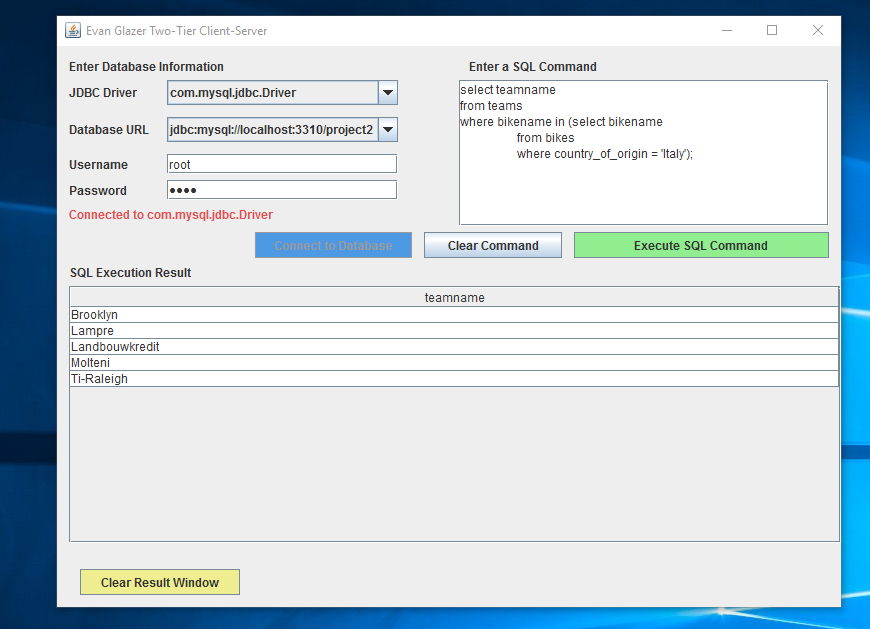 Evan Glazer Two-Tier Client-Server
Enter Database Information
JDBC Driver
com.mysql.jdbc.Driver
Database URL
jdbc:mysql://localhost:3310/project2
Username
root
Password
••••
Connected to com.mysql.jdbc.Driver
Enter a SQL Command
select teamname
from teams
where bikename in (select bikename
from bikes
where country_of_origin = 'Italy');
Connect to Database
Clear Command
Execute SQL Command
SQL Execution Result
teamname
Brooklyn
Lampre
Landbouwkredit
Molteni
Ti-Raleigh
Clear Result Window